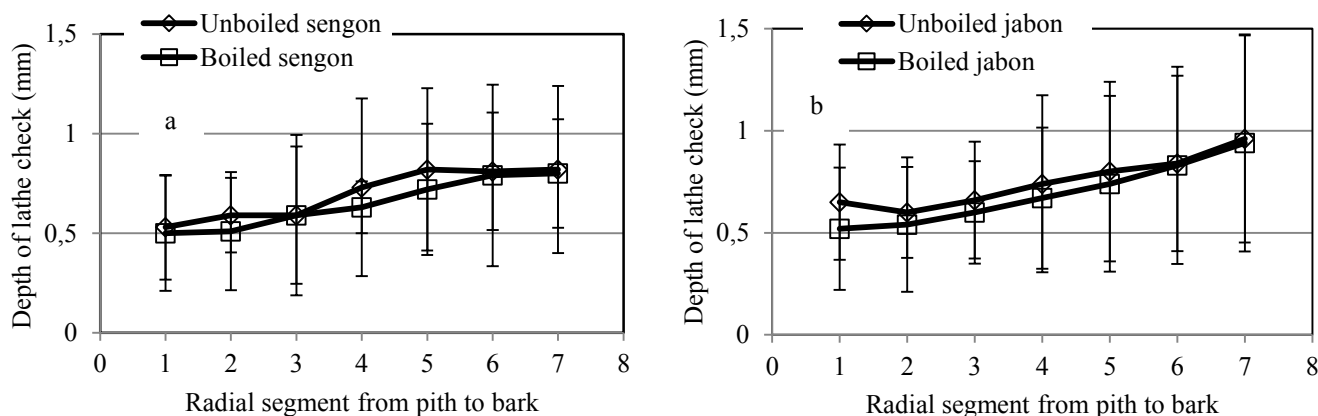 Unboiled sengon
Boiled sengon
a
Depth of lathe check (mm)
1,5
1
0,5
0
0 1 2 3 4 5 6 7 8
Radial segment from pith to bark
Unboiled jabon
Boiled jabon
b
Depth of lathe check (mm)
1,5
1
0,5
0
0 1 2 3 4 5 6 7 8
Radial segment from pith to bark